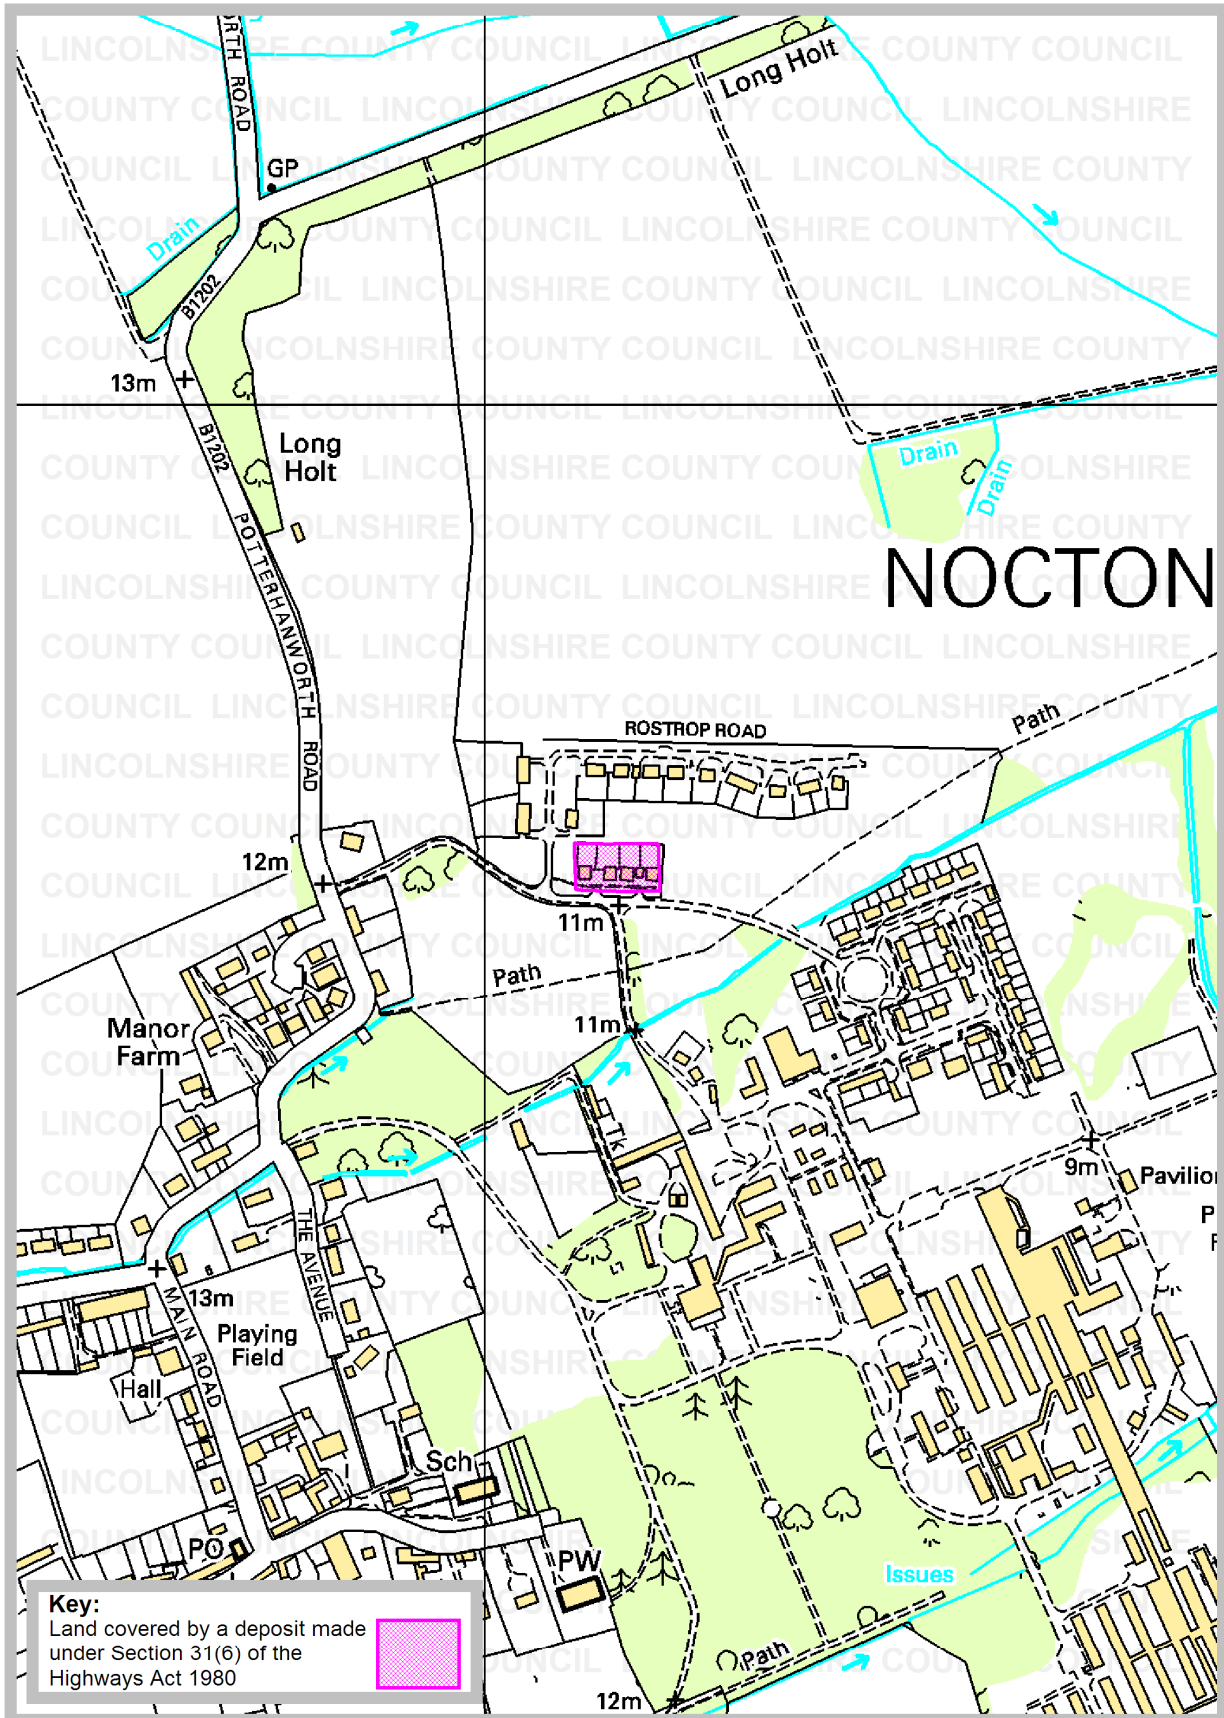 LINCOLNSHIRE COUNTY COUNCIL
ORTH ROAD
Long Holt
GP
Drain
B1202
13m
B1202
Long
Holt
Drain
Drain
POTTERHANWORTH
ROAD
NOCTON
Path
ROSTROP ROAD
12m
11m
Path
11m
Manor
Farm
Tk
9m
Pavilion
P
F
THE AVENUE
13m
MAIN ROAD
Playing
Field
Hall
Sch
PO
PW
Issues
Path
12m
Key:
Land covered by a deposit made
under Section 31(6) of the
Highways Act 1980